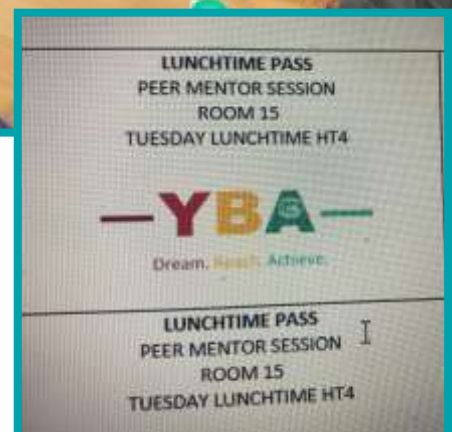 LUNCHTIME PASS
PEER MENTOR SESSION
ROOM 15
TUESDAY LUNCHTIME HT4
—YBA—
Dream. Reach. Achieve.
LUNCHTIME PASS
PEER MENTOR SESSION
ROOM 15
TUESDAY LUNCHTIME HT4